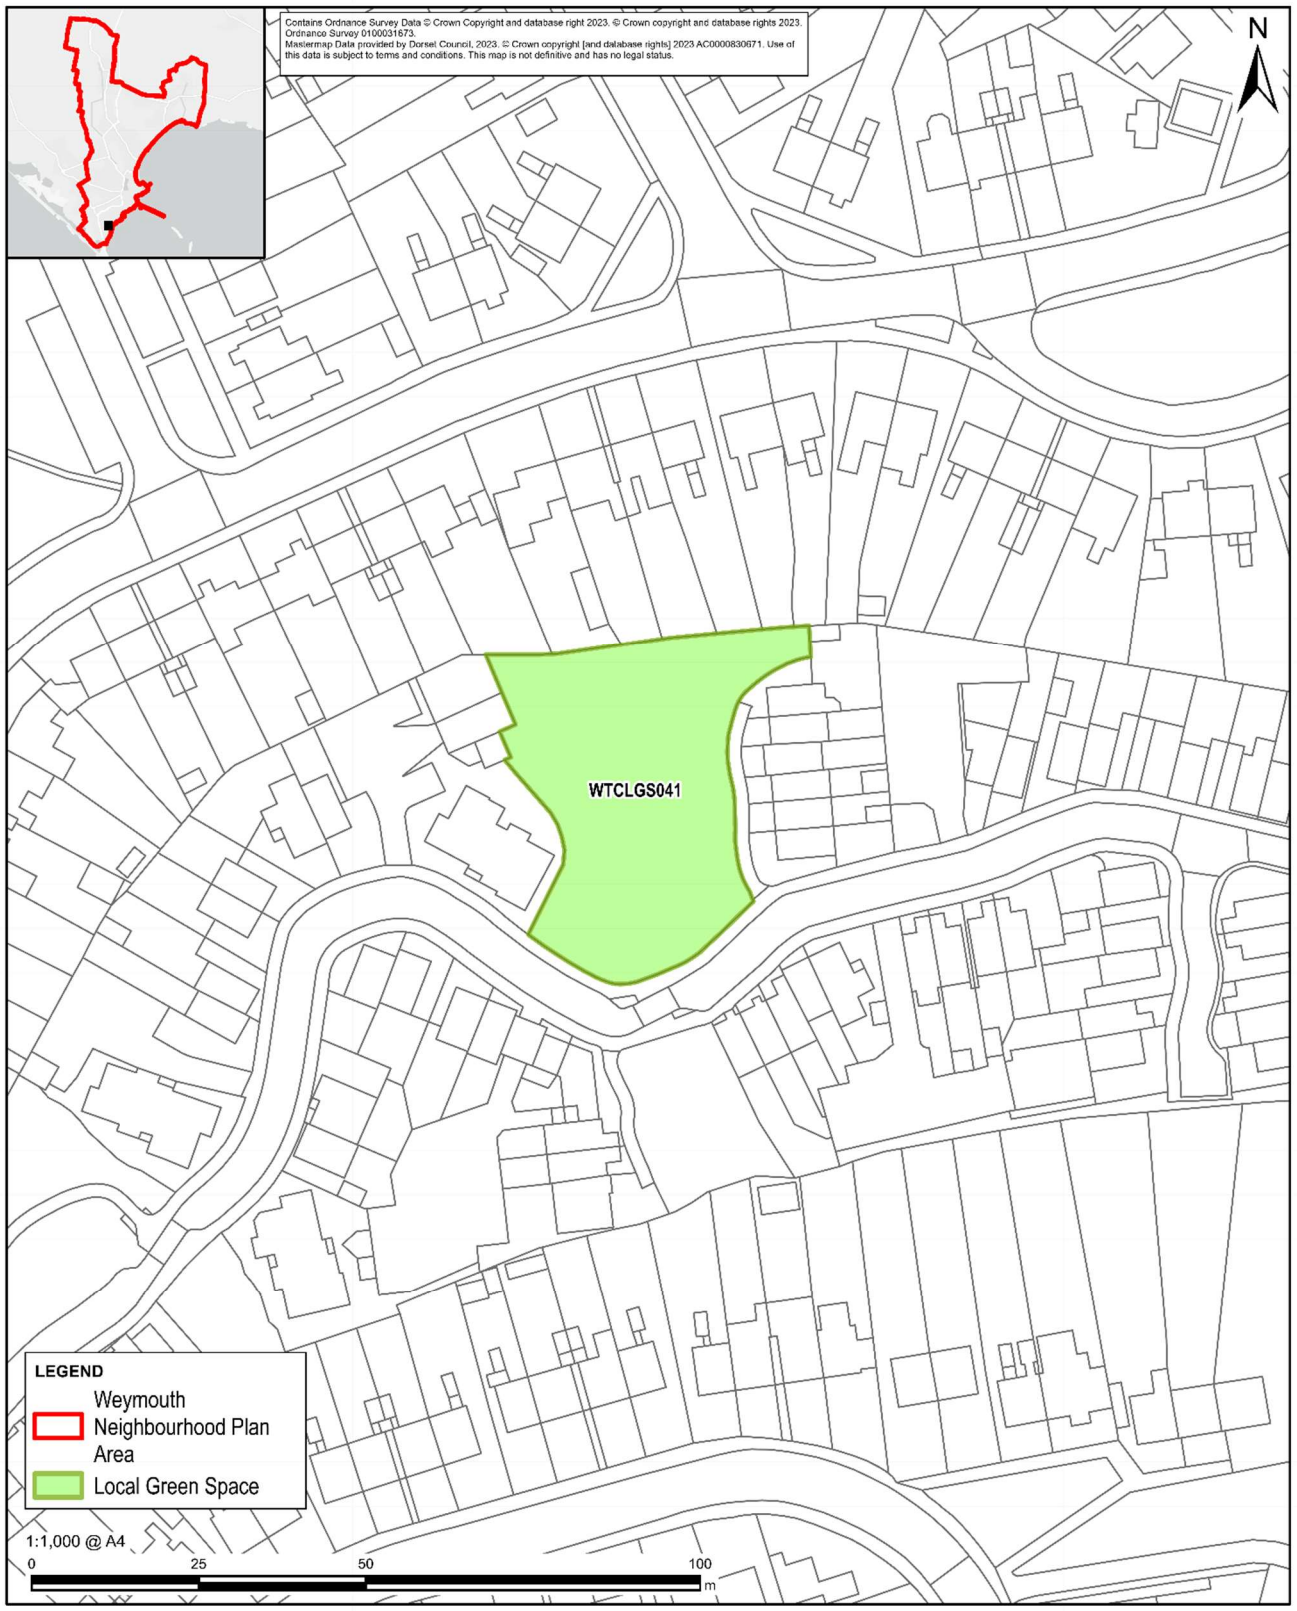 Contains Ordnance Survey Data © Crown Copyright and database right 2023. © Crown copyright and database rights 2023.
Ordnance Survey 0100031673.
Mastermap Data provided by Dorset Council, 2023. © Crown copyright [and database rights] 2023 AC0000830671. Use of
this data is subject to terms and conditions. This map is not definitive and has no legal status.
N
WTCLGS041
LEGEND
Weymouth
Neighbourhood Plan
Area
Local Green Space
1:1,000 @ A4
0 25 50 100
m